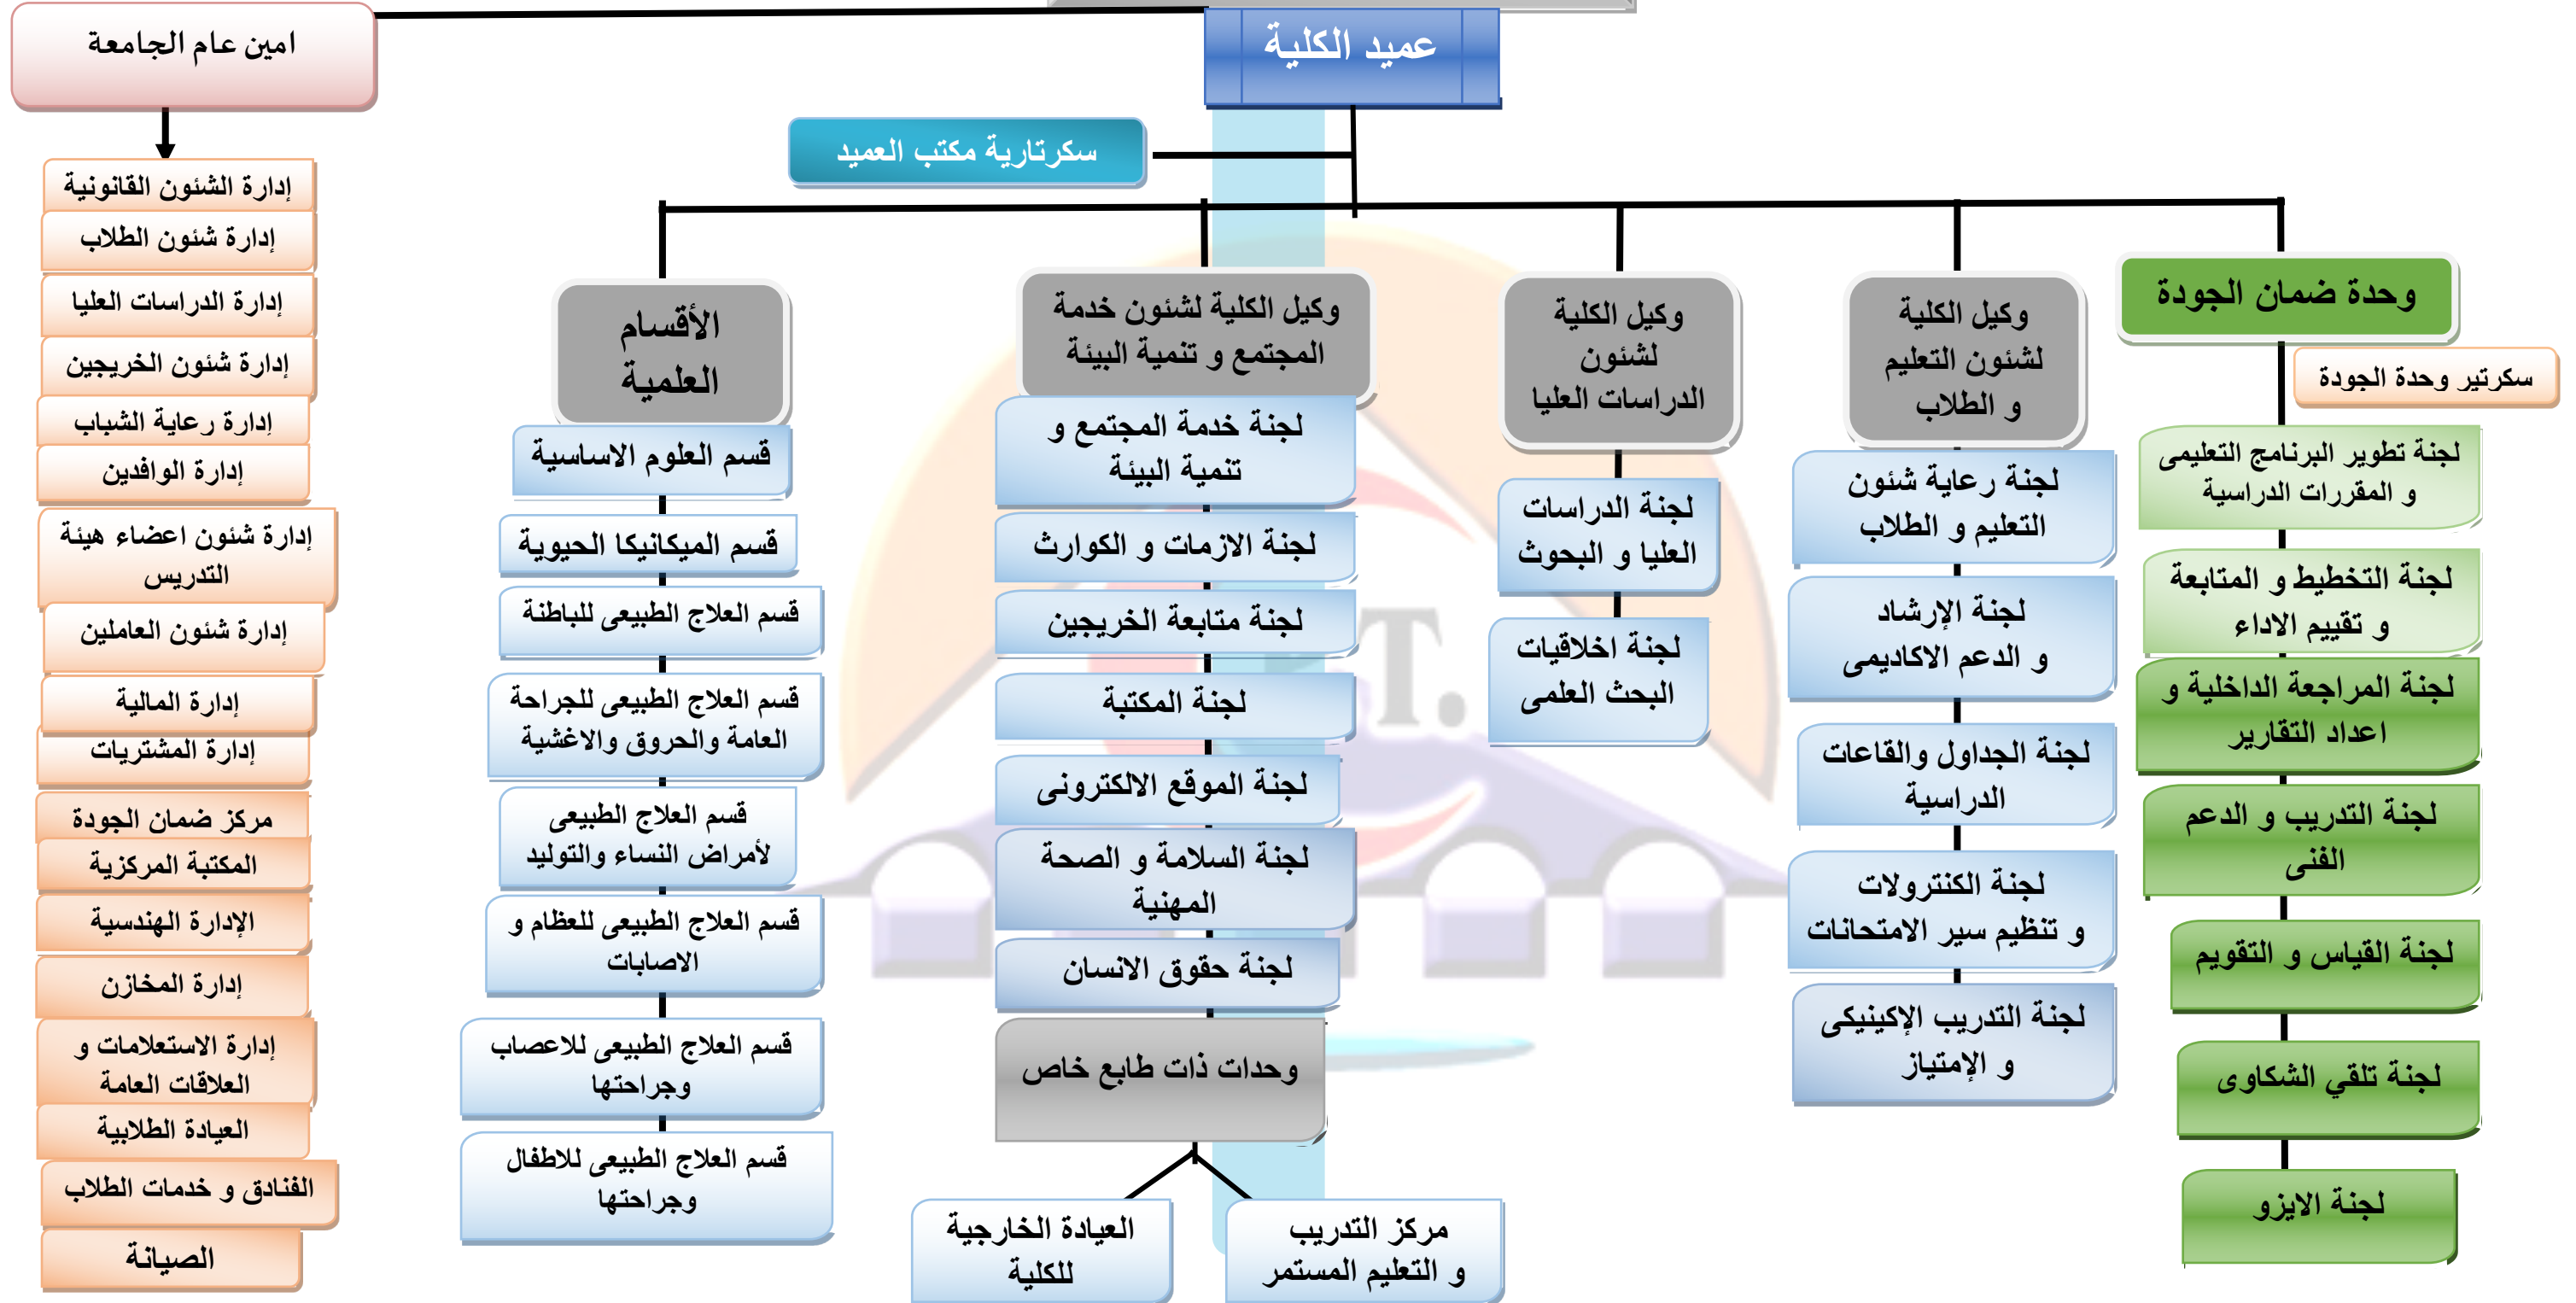 عميد الكلية
امين عام الجامعة
سكرتارية مكتب العميد
وحدة ضمان الجودة
سكرتير وحدة الجودة
لجنة تطوير البرنامج التعليمى
و المقررات الدراسية
لجنة التخطيط و المتابعة
و تقييم الاداء
لجنة المراجعة الداخلية و
اعداد التقارير
لجنة التدريب و الدعم
الفنى
لجنة القياس و التقويم
لجنة تلقي الشكاوى
لجنة الايزو
وكيل الكلية
لشئون التعليم
و الطلاب
لجنة رعاية شئون
التعليم و الطلاب
لجنة الإرشاد
و الدعم الاكاديمى
لجنة الجداول والقاعات
الدراسية
لجنة الكنترولات
و تنظيم سير الامتحانات
لجنة التدريب الإكينيكى
و الإمتياز
وكيل الكلية
لشئون
الدراسات العليا
لجنة الدراسات
العليا و البحوث
لجنة اخلاقيات
البحث العلمى
وكيل الكلية لشئون خدمة
المجتمع و تنمية البيئة
لجنة خدمة المجتمع و
تنمية البيئة
لجنة الازمات و الكوارث
لجنة متابعة الخريجين
لجنة المكتبة
لجنة الموقع الالكترونى
لجنة السلامة و الصحة
المهنية
لجنة حقوق الانسان
وحدات ذات طابع خاص
مركز التدريب
و التعليم المستمر
العيادة الخارجية
للكلية
الأقسام
العلمية
قسم العلوم الاساسية
قسم الميكانيكا الحيوية
قسم العلاج الطبيعى للباطنة
قسم العلاج الطبيعى للجراحة
العامة والحروق والاغشية
قسم العلاج الطبيعى
لأمراض النساء والتوليد
قسم العلاج الطبيعى للعظام و
الاصابات
قسم العلاج الطبيعى للاعصاب
وجراحتها
قسم العلاج الطبيعى للاطفال
وجراحتها
إدارة الشئون القانونية
إدارة شئون الطلاب
إدارة الدراسات العليا
إدارة شئون الخريجين
إدارة رعاية الشباب
إدارة الوافدين
إدارة شئون اعضاء هيئة
التدريس
إدارة شئون العاملين
إدارة المالية
إدارة المشتريات
مركز ضمان الجودة
المكتبة المركزية
الإدارة الهندسية
إدارة المخازن
إدارة الاستعلامات و
العلاقات العامة
العيادة الطلابية
الفنادق و خدمات الطلاب
الصيانة
T.